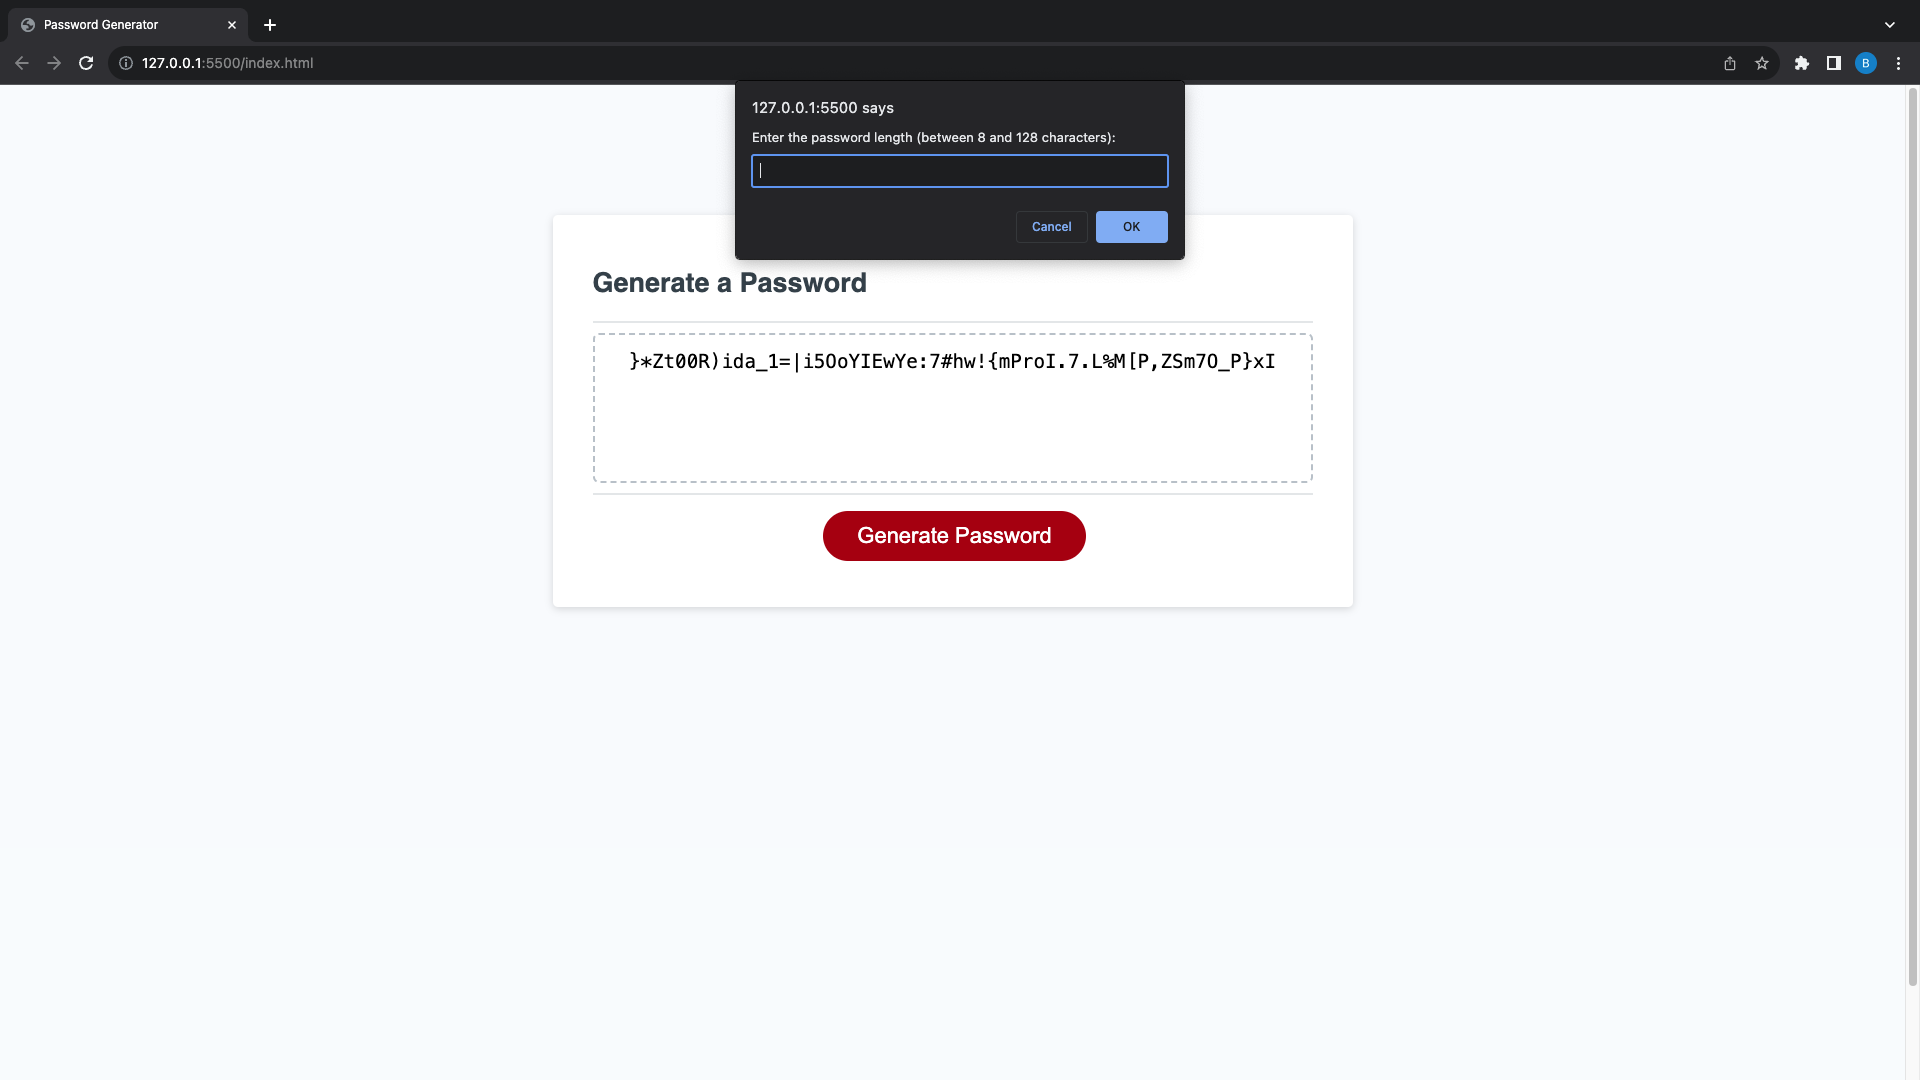 Password Generator
127.0.0.1:5500/index.html
B
127.0.0.1:5500 says
Enter the password length (between 8 and 128 characters):
Cancel
OK
Generate a Password
}*Zt00R)ida_1=|i5OoYIEwYe:7#hw!{mProI.7.L%M[P,ZSm7O_P}xI
Generate Password